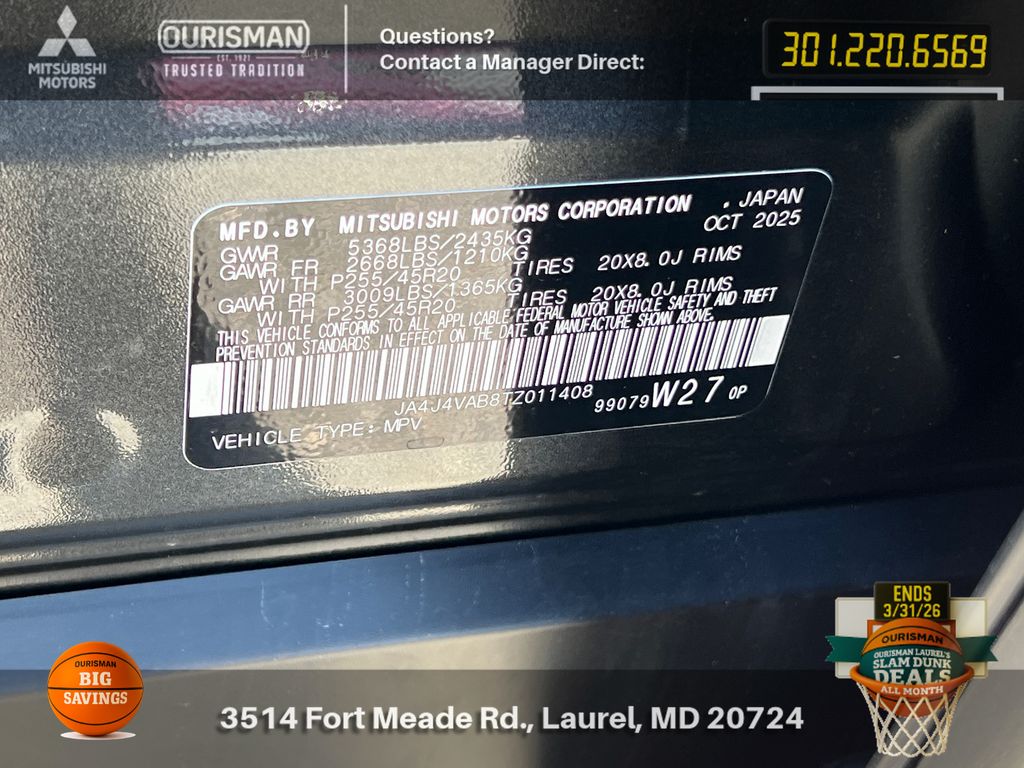 MITSUBISHI
MOTORS
OURISMAN
EST. 1921
TRUSTED TRADITION
Questions?
Contact a Manager Direct:
301.220.6569
MFD.BY MITSUBISHI MOTORS CORPORATION . JAPAN
GVWR 5368LBS/2435KG OCT 2025
GAWR FR 2668LBS/1210KG
WITH P255/45R20 TIRES 20X8.0J RIMS
GAWR RR 3009LBS/1365KG
WITH P255/45R20 TIRES 20X8.0J RIMS
THIS VEHICLE CONFORMS TO ALL APPLICABLE FEDERAL MOTOR VEHICLE SAFETY AND THEFT
PREVENTION STANDARDS IN EFFECT ON THE DATE OF MANUFACTURE SHOWN ABOVE.
JA4J4VAB8TZ011408
99079 W27 OP
VEHICLE TYPE: MPV
ENDS
3/31/26
OURISMAN
OURISMAN LAUREL'S
SLAM DUNK
DEALS
ALL MONTH
OURISMAN
BIG
SAVINGS
3514 Fort Meade Rd., Laurel, MD 20724